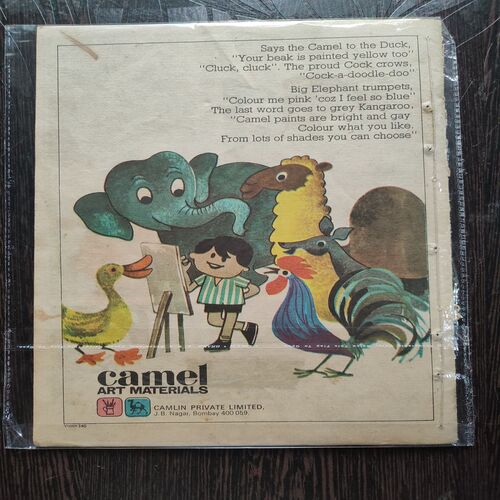 Says the Camel to the Duck,
"Your beak is painted yellow too"
"Cluck, cluck". The proud Cock crows,
"Cock-a-doodle-doo"
Big Elephant trumpets,
"Colour me pink 'coz I feel so blue"
The last word goes to grey Kangaroo,
"Camel paints are bright and gay
Colour what you like,
From lots of shades you can choose"
camel
ART MATERIALS
CAMLIN PRIVATE LIMITED,
J.B. Nagar, Bombay 400 059.